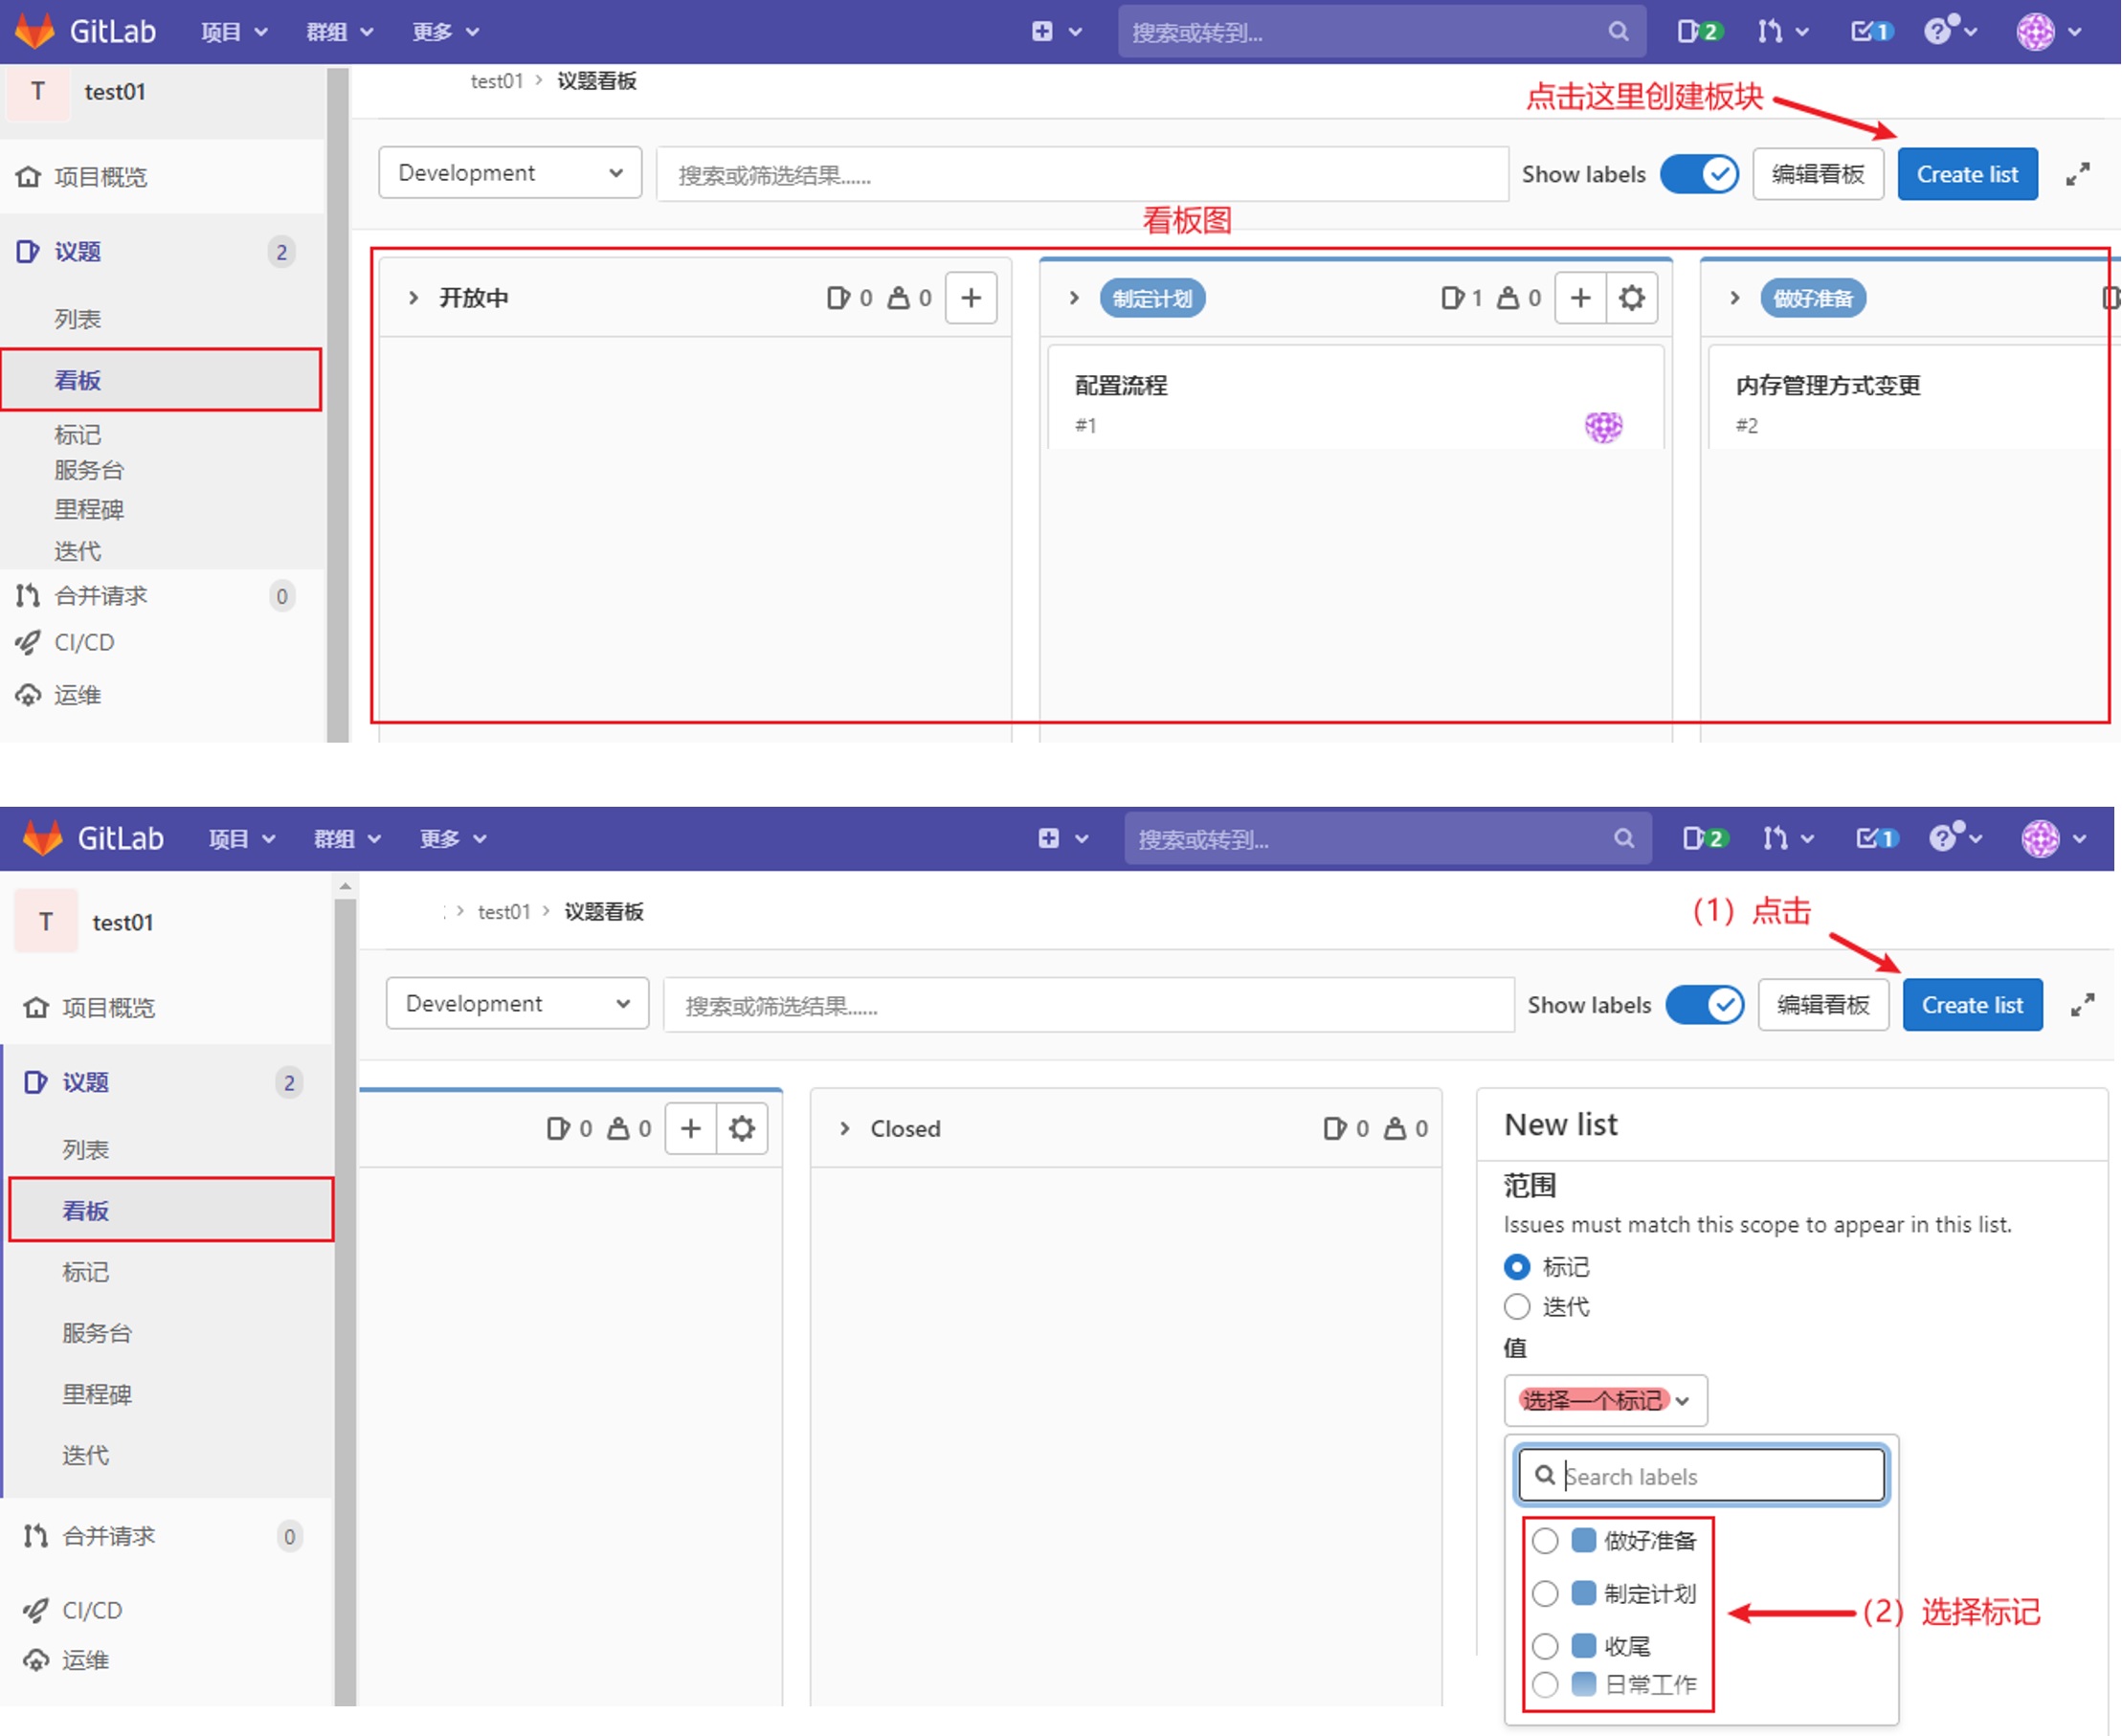 GitLab 项目 群组 更多 搜索或转到... 2 1
T test01
test01 > 议题看板
点击这里创建板块
项目概览
Development 搜索或筛选结果...... Show labels 编辑看板 Create list
看板图
议题 2
开放中 0 0 +
制定计划 1 0 +
做好准备
列表
看板
配置流程
#1
内存管理方式变更
#2
标记
服务台
里程碑
迭代
合并请求 0
CI/CD
运维
GitLab 项目 群组 更多 搜索或转到... 2 1
T test01
> test01 > 议题看板
（1）点击
项目概览
Development 搜索或筛选结果...... Show labels 编辑看板 Create list
议题 2
0 0 +
Closed 0 0
New list
列表
看板
标记
服务台
里程碑
迭代
合并请求 0
CI/CD
运维
范围
Issues must match this scope to appear in this list.
标记
迭代
值
选择一个标记
Search labels
做好准备
制定计划
收尾
日常工作
（2）选择标记